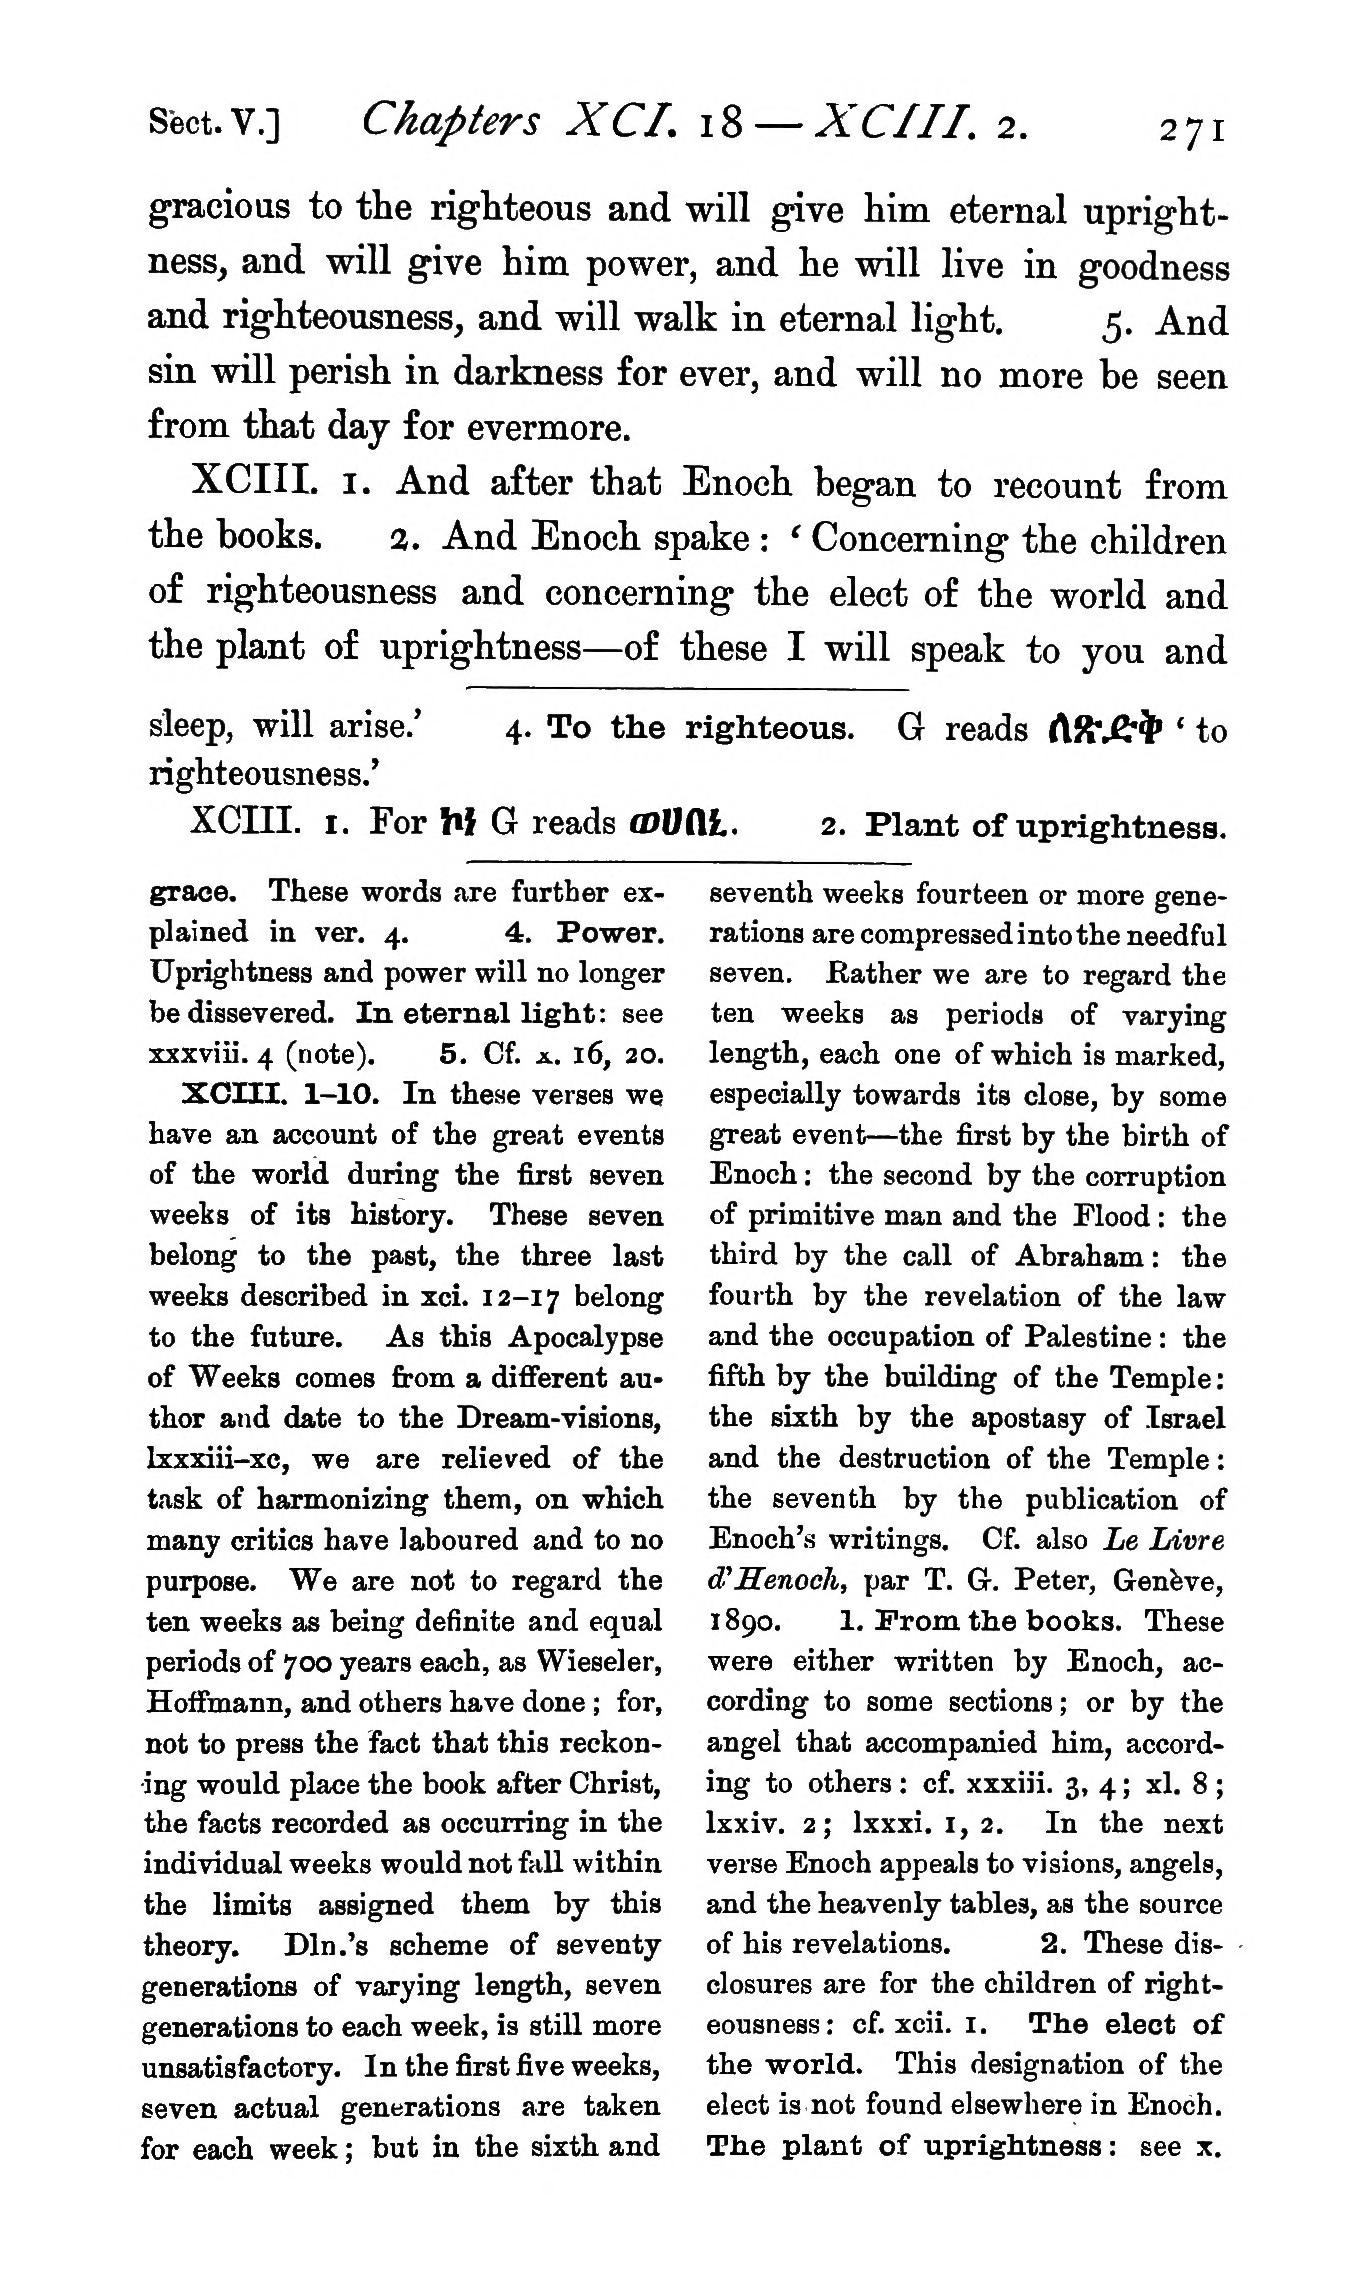 Sect. V.] Chapters XCI. 18 — XCIII. 2. 271
gracious to the righteous and will give him eternal upright-
ness, and will give him power, and he will live in goodness
and righteousness, and will walk in eternal light. 5. And
sin will perish in darkness for ever, and will no more be seen
from that day for evermore.
XCIII. 1. And after that Enoch began to recount from
the books. 2. And Enoch spake : ‘ Concerning the children
of righteousness and concerning the elect of the world and
the plant of uprightness—of these I will speak to you and
sleep, will arise.’ 4. To the righteous. G reads ለጽድቅ ‘ to
righteousness.’
XCIII. 1. For ከነ G reads ወሀበኒ. 2. Plant of uprightness.
grace. These words are further ex-
plained in ver. 4. 4. Power.
Uprightness and power will no longer
be dissevered. In eternal light: see
xxxviii. 4 (note). 5. Cf. x. 16, 20.
XCIII. 1–10. In these verses we
have an account of the great events
of the world during the first seven
weeks of its history. These seven
belong to the past, the three last
weeks described in xci. 12–17 belong
to the future. As this Apocalypse
of Weeks comes from a different au-
thor and date to the Dream-visions,
lxxxiii–xc, we are relieved of the
task of harmonizing them, on which
many critics have laboured and to no
purpose. We are not to regard the
ten weeks as being definite and equal
periods of 700 years each, as Wieseler,
Hoffmann, and others have done ; for,
not to press the fact that this reckon-
ing would place the book after Christ,
the facts recorded as occurring in the
individual weeks would not fall within
the limits assigned them by this
theory. Dln.’s scheme of seventy
generations of varying length, seven
generations to each week, is still more
unsatisfactory. In the first five weeks,
seven actual generations are taken
for each week ; but in the sixth and
seventh weeks fourteen or more gene-
rations are compressed into the needful
seven. Rather we are to regard the
ten weeks as periods of varying
length, each one of which is marked,
especially towards its close, by some
great event—the first by the birth of
Enoch : the second by the corruption
of primitive man and the Flood : the
third by the call of Abraham : the
fourth by the revelation of the law
and the occupation of Palestine : the
fifth by the building of the Temple:
the sixth by the apostasy of Israel
and the destruction of the Temple :
the seventh by the publication of
Enoch’s writings. Cf. also Le Livre
d’Henoch, par T. G. Peter, Genève,
1890. 1. From the books. These
were either written by Enoch, ac-
cording to some sections ; or by the
angel that accompanied him, accord-
ing to others : cf. xxxiii. 3, 4 ; xl. 8 ;
lxxiv. 2 ; lxxxi. 1, 2. In the next
verse Enoch appeals to visions, angels,
and the heavenly tables, as the source
of his revelations. 2. These dis-
closures are for the children of right-
eousness : cf. xcii. 1. The elect of
the world. This designation of the
elect is not found elsewhere in Enoch.
The plant of uprightness : see x.